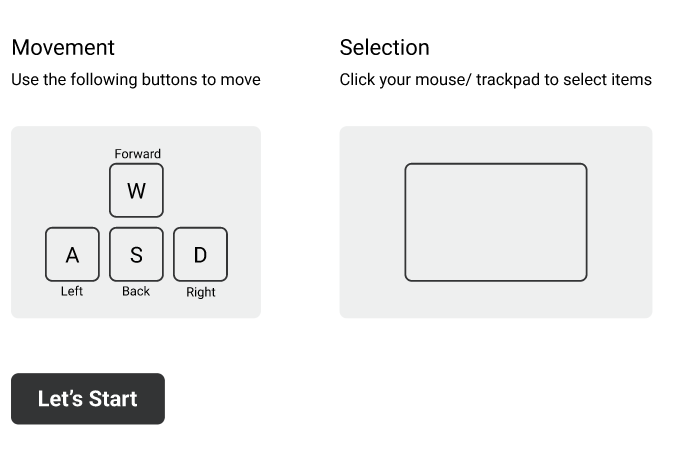 Movement
Use the following buttons to move
Forward
W
A
S
D
Left
Back
Right
Selection
Click your mouse/ trackpad to select items
Let’s Start